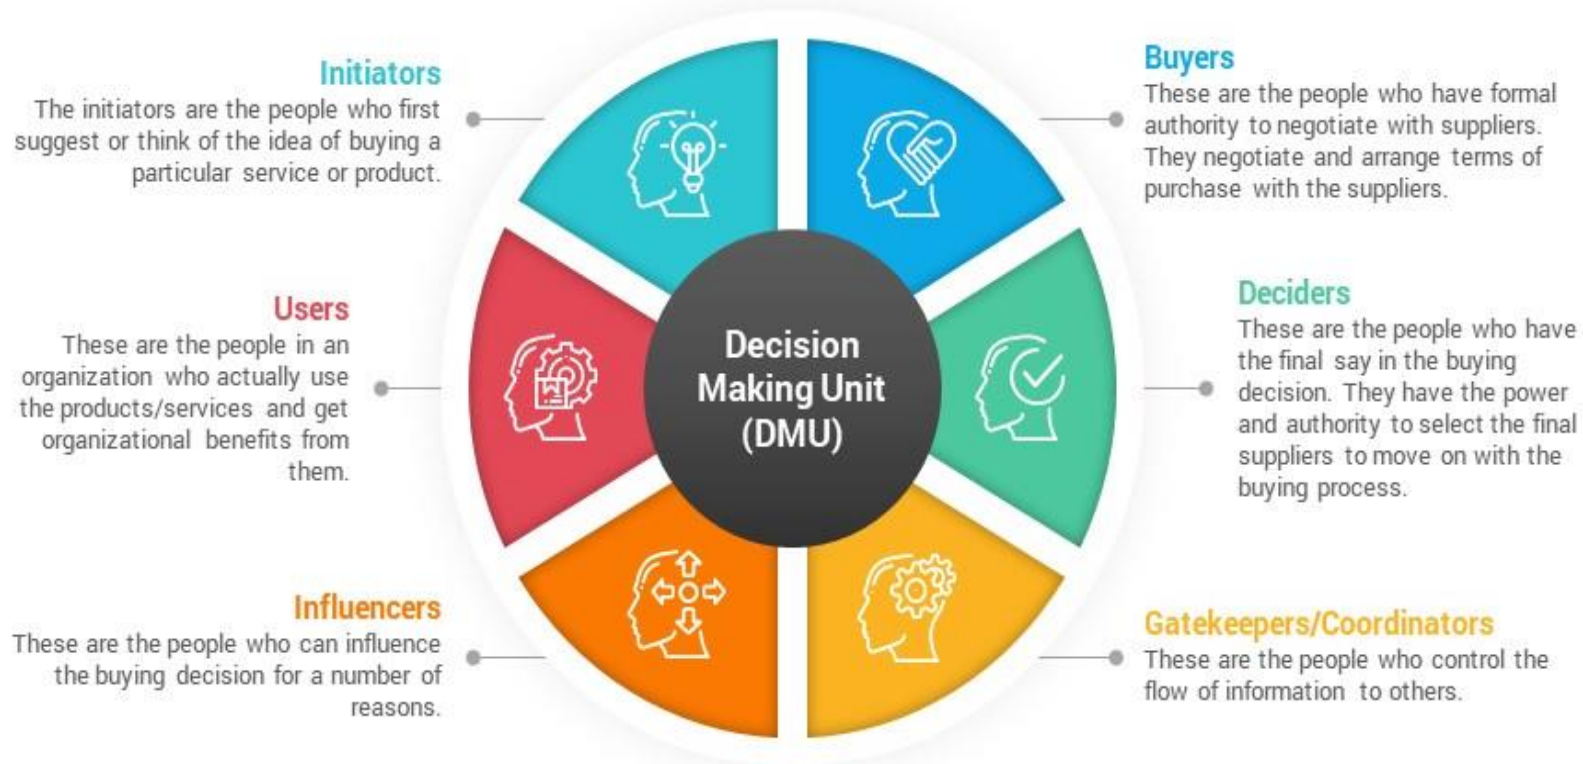 Initiators
The initiators are the people who first
suggest or think of the idea of buying a
particular service or product.
Users
These are the people in an
organization who actually use
the products/services and get
organizational benefits from
them.
Influencers
These are the people who can influence
the buying decision for a number of
reasons.
Decision
Making Unit
(DMU)
Buyers
These are the people who have formal
authority to negotiate with suppliers.
They negotiate and arrange terms of
purchase with the suppliers.
Deciders
These are the people who have
the final say in the buying
decision. They have the power
and authority to select the final
suppliers to move on with the
buying process.
Gatekeepers/Coordinators
These are the people who control the
flow of information to others.